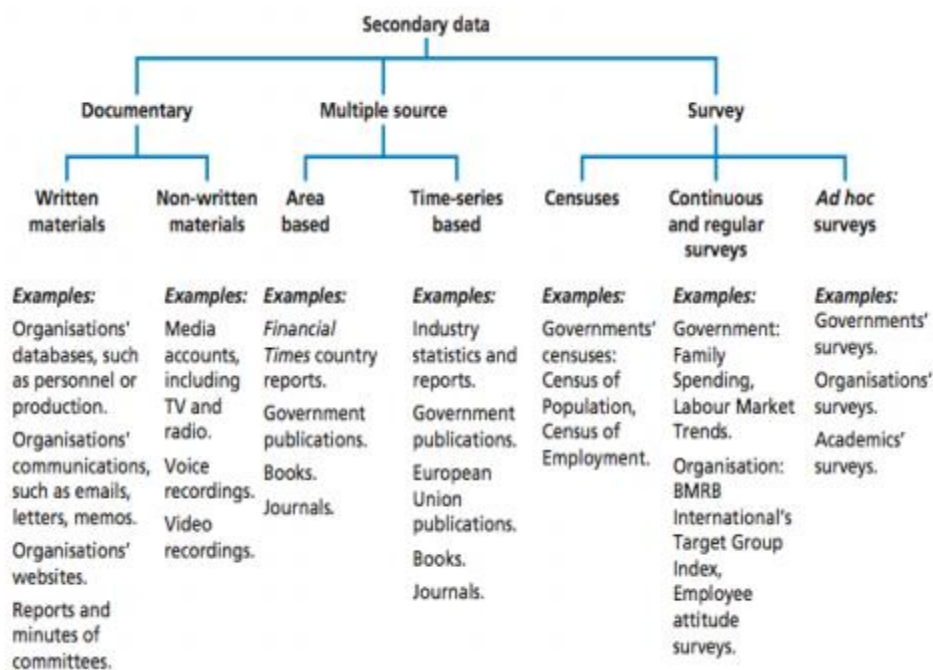 Secondary data
Documentary
Multiple source
Survey
Written
materials
Non-written
materials
Area
based
Time-series
based
Censuses
Continuous
and regular
surveys
Ad hoc
surveys
Examples:
Organisations'
databases, such
as personnel or
production.
Organisations'
communications,
such as emails,
letters, memos.
Organisations'
websites.
Reports and
minutes of
committees.
Examples:
Media
accounts,
including
TV and
radio.
Voice
recordings.
Video
recordings.
Examples:
Financial
Times country
reports.
Government
publications.
Books.
Journals.
Examples:
Industry
statistics and
reports.
Government
publications.
European
Union
publications.
Books.
Journals.
Examples:
Governments'
censuses:
Census of
Population,
Census of
Employment.
Examples:
Government:
Family
Spending,
Labour Market
Trends.
Organisation:
BMRB
International's
Target Group
Index,
Employee
attitude
surveys.
Examples:
Governments'
surveys.
Organisations'
surveys.
Academics'
surveys.